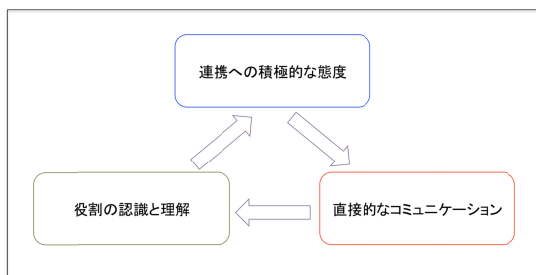 連携への積極的な態度
役割の認識と理解
直接的なコミュニケーション